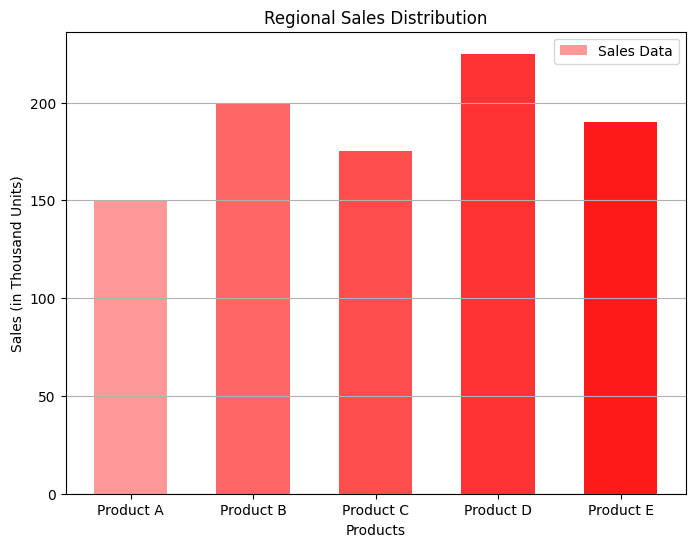 Regional Sales Distribution
Sales Data
Sales (in Thousand Units)
200
150
100
50
0
Product A Product B Product C Product D Product E
Products